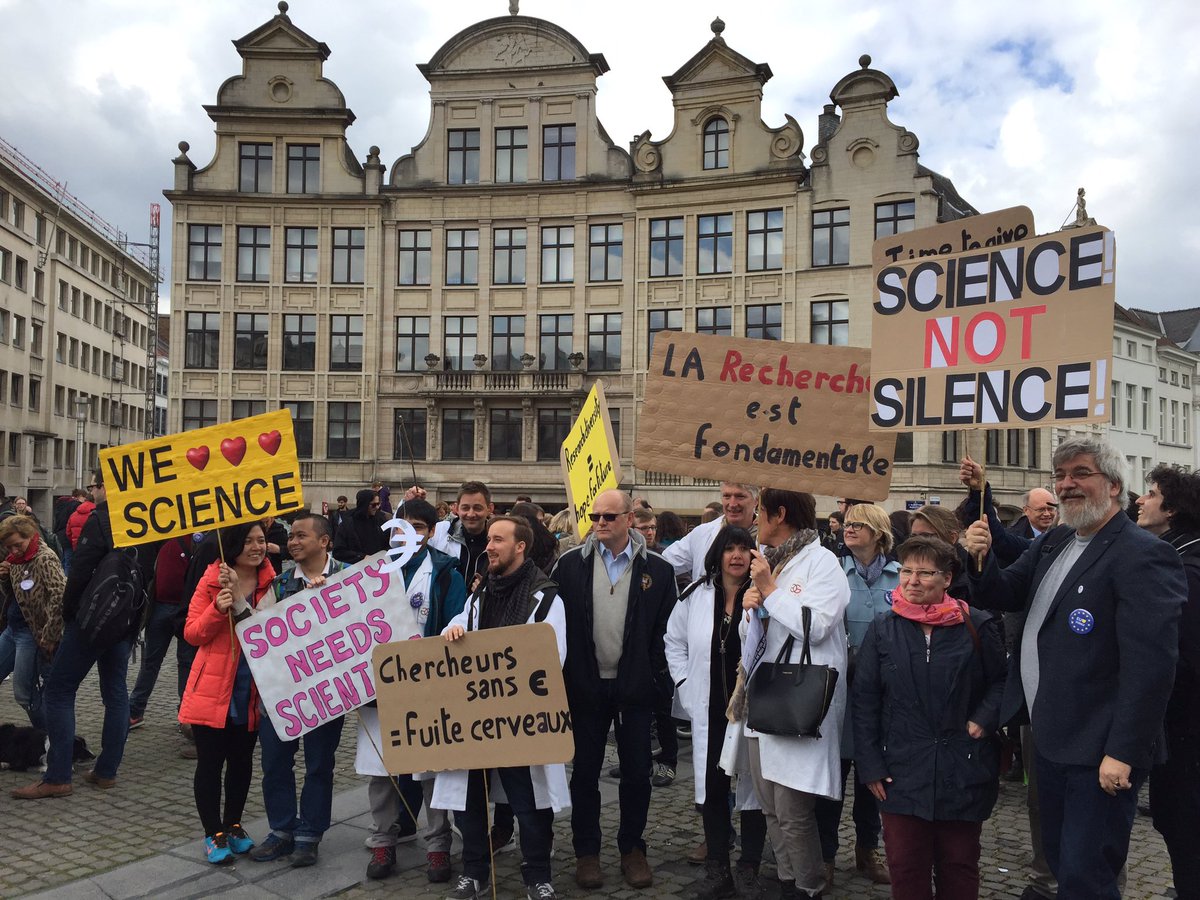 WE ♥♥♥
SCIENCE
SOCIETY
NEEDS
SCIENT
Chercheurs
sans €
= Fuite cerveaux
LA Recherche
est
fondamentale
Time to give
SCIENCE!
NOT
SILENCE!